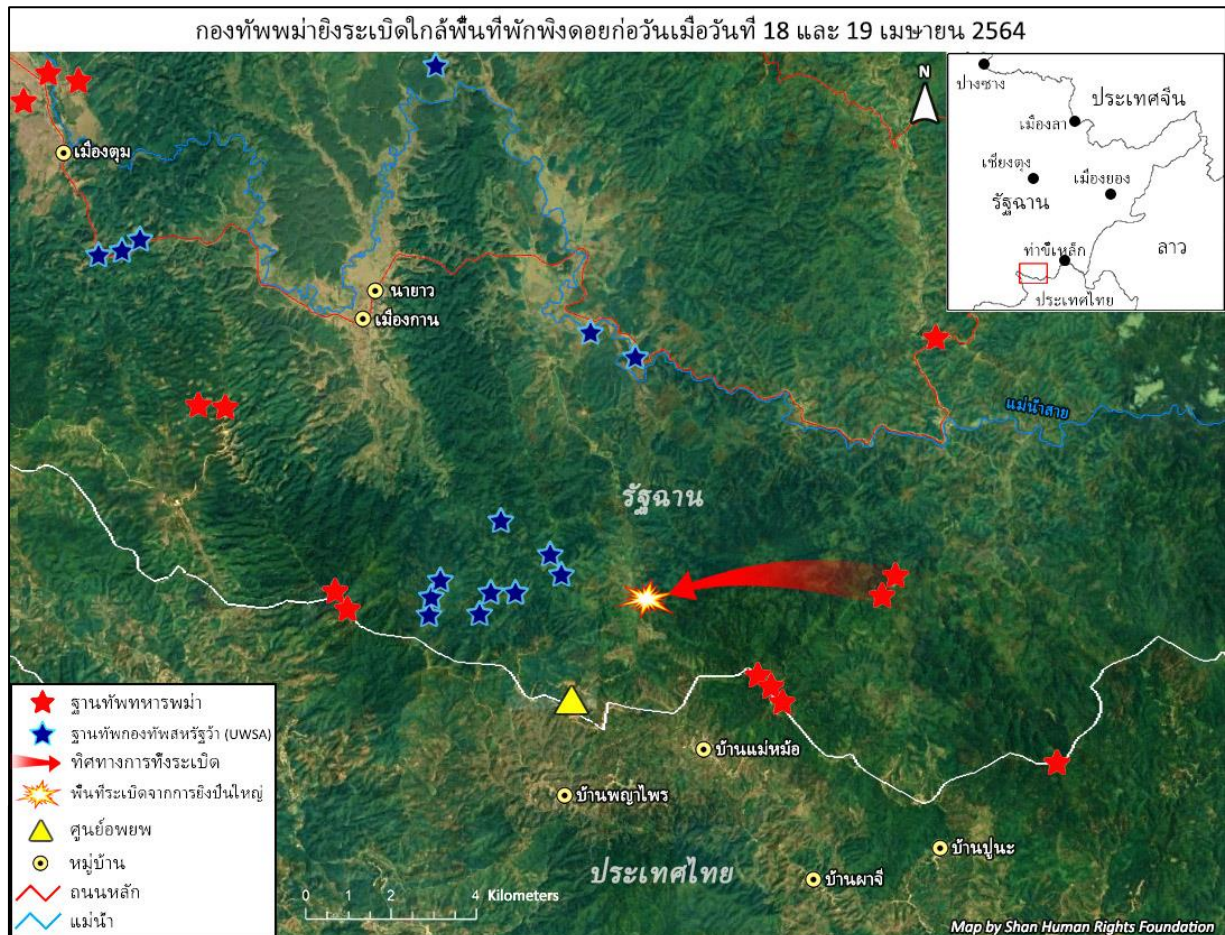 กองทัพพม่ายิงระเบิดใกล้พื้นที่พักพิงดอยก่อวันเมื่อวันที่ 18 และ 19 เมษายน 2564
N
ปางซาง
ประเทศจีน
เมืองลา
เชียงตุง
เมืองยอง
รัฐฉาน
ลาว
ท่าขี้เหล็ก
ประเทศไทย
เมืองตุม
นายาว
เมืองกาน
แม่น้ำสาย
รัฐฉาน
ฐานทัพทหารพม่า
ฐานทัพกองทัพสหรัฐว้า (UWSA)
ทิศทางการทิ้งระเบิด
พื้นที่ระเบิดจากการยิงปืนใหญ่
ศูนย์อพยพ
หมู่บ้าน
ถนนหลัก
แม่น้ำ
บ้านแม่หม้อ
บ้านพญาไพร
บ้านปูนะ
ประเทศไทย
บ้านผาจี
0 1 2 4 Kilometers
Map by Shan Human Rights Foundation